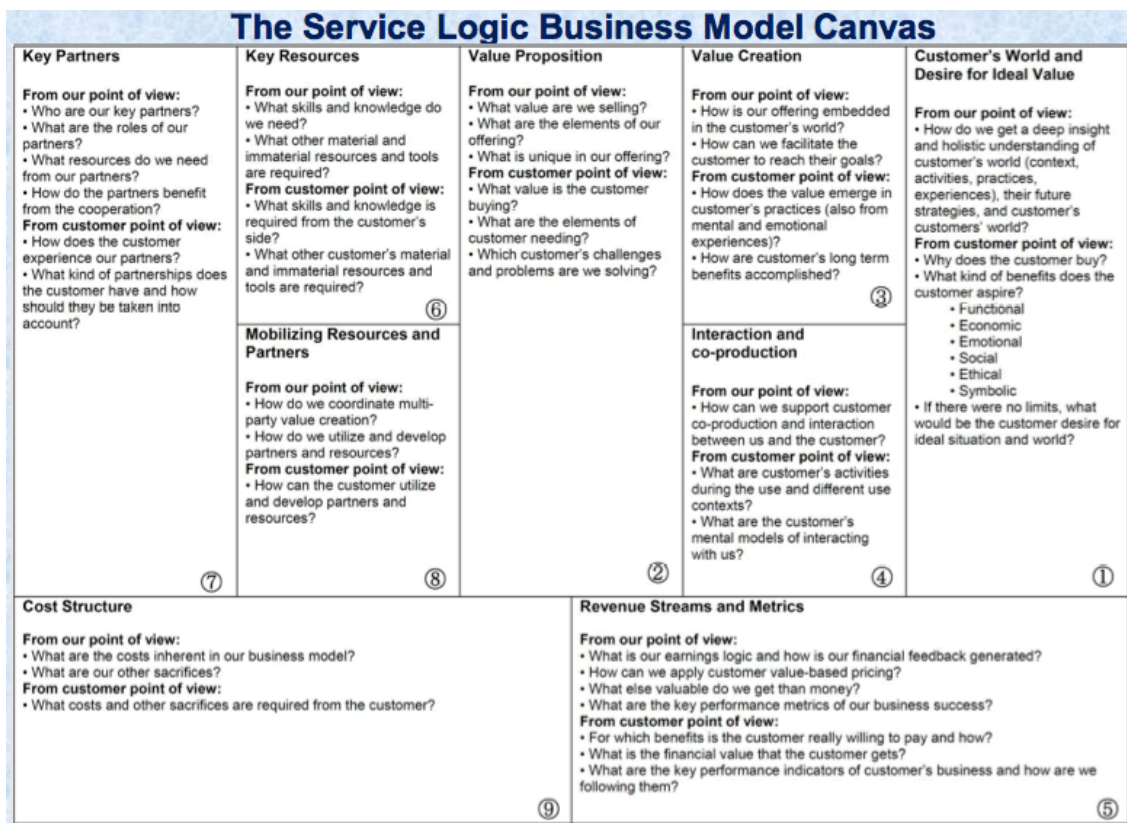 The Service Logic Business Model Canvas
Key Partners
From our point of view:
• Who are our key partners?
• What are the roles of our
partners?
• What resources do we need
from our partners?
• How do the partners benefit
from the cooperation?
From customer point of view:
• How does the customer
experience our partners?
• What kind of partnerships does
the customer have and how
should they be taken into
account?
⑦
Key Resources
From our point of view:
• What skills and knowledge do
we need?
• What other material and
immaterial resources and tools
are required?
From customer point of view:
• What skills and knowledge is
required from the customer's
side?
• What other customer's material
and immaterial resources and
tools are required?
⑥
Mobilizing Resources and
Partners
From our point of view:
• How do we coordinate multi-
party value creation?
• How do we utilize and develop
partners and resources?
From customer point of view:
• How can the customer utilize
and develop partners and
resources?
⑧
Value Proposition
From our point of view:
• What value are we selling?
• What are the elements of our
offering?
• What is unique in our offering?
From customer point of view:
• What value is the customer
buying?
• What are the elements of
customer needing?
• Which customer's challenges
and problems are we solving?
②
Value Creation
From our point of view:
• How is our offering embedded
in the customer's world?
• How can we facilitate the
customer to reach their goals?
From customer point of view:
• How does the value emerge in
customer's practices (also from
mental and emotional
experiences)?
• How are customer's long term
benefits accomplished?
③
Interaction and
co-production
From our point of view:
• How can we support customer
co-production and interaction
between us and the customer?
From customer point of view:
• What are customer's activities
during the use and different use
contexts?
• What are the customer's
mental models of interacting
with us?
④
Customer's World and
Desire for Ideal Value
From our point of view:
• How do we get a deep insight
and holistic understanding of
customer's world (context,
activities, practices,
experiences), their future
strategies, and customer's
customers' world?
From customer point of view:
• Why does the customer buy?
• What kind of benefits does the
customer aspire?
• Functional
• Economic
• Emotional
• Social
• Ethical
• Symbolic
• If there were no limits, what
would be the customer desire for
ideal situation and world?
①
Cost Structure
From our point of view:
• What are the costs inherent in our business model?
• What are our other sacrifices?
From customer point of view:
• What costs and other sacrifices are required from the customer?
⑨
Revenue Streams and Metrics
From our point of view:
• What is our earnings logic and how is our financial feedback generated?
• How can we apply customer value-based pricing?
• What else valuable do we get than money?
• What are the key performance metrics of our business success?
From customer point of view:
• For which benefits is the customer really willing to pay and how?
• What is the financial value that the customer gets?
• What are the key performance indicators of customer's business and how are we
following them?
⑤